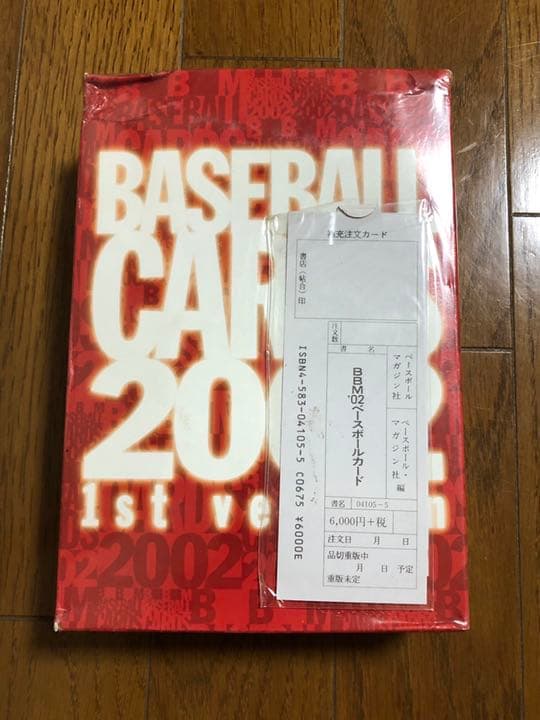 BASEBALL
CARDS
2002
1st ve n
2002
補充注文カード
書店(帖合)印
注文数
書名
ベースボール
マガジン社
BBM'02ベースボールカード
ベースボール・
マガジン社 編
書名 04105-5
6,000円+税
注文日 月 日
品切重版中
月 日 予定
重版未定
ISBN4-583-04105-5 C0675 ¥6000E